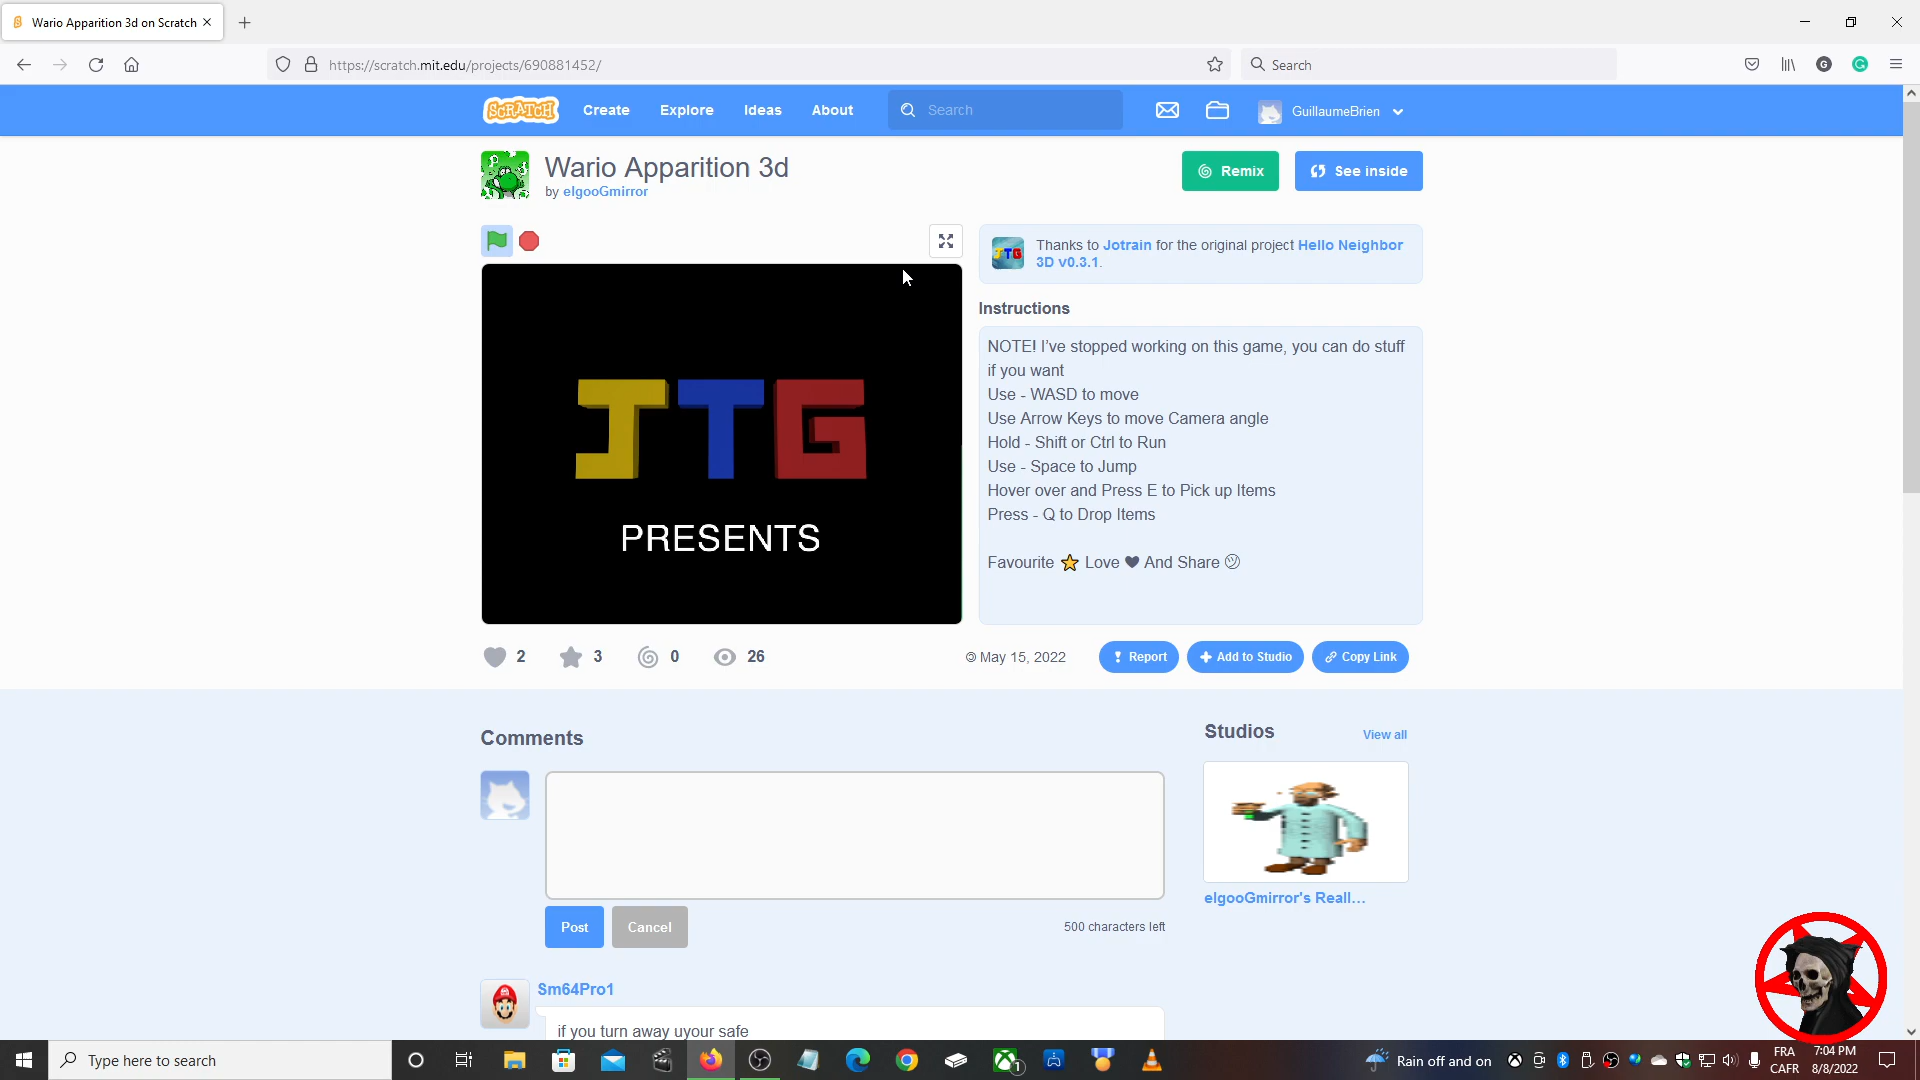 Wario Apparition 3d on Scratch
https://scratch.mit.edu/projects/690881452/
Search
SCRATCH
Create
Explore
Ideas
About
Search
GuillaumeBrien
Wario Apparition 3d
by elgooGmirror
Remix
See inside
Thanks to Jotrain for the original project Hello Neighbor
3D v0.3.1.
JTG
PRESENTS
Instructions
NOTE! I've stopped working on this game, you can do stuff
if you want
Use - WASD to move
Use Arrow Keys to move Camera angle
Hold - Shift or Ctrl to Run
Use - Space to Jump
Hover over and Press E to Pick up Items
Press - Q to Drop Items
Favourite ⭐ Love ♥ And Share
2
3
0
26
© May 15, 2022
Report
Add to Studio
Copy Link
Comments
Studios
View all
Post
Cancel
500 characters left
elgooGmirror's Reall...
Sm64Pro1
if you turn away uyour safe
Type here to search
Rain off and on
FRA
CAFR
7:04 PM
8/8/2022